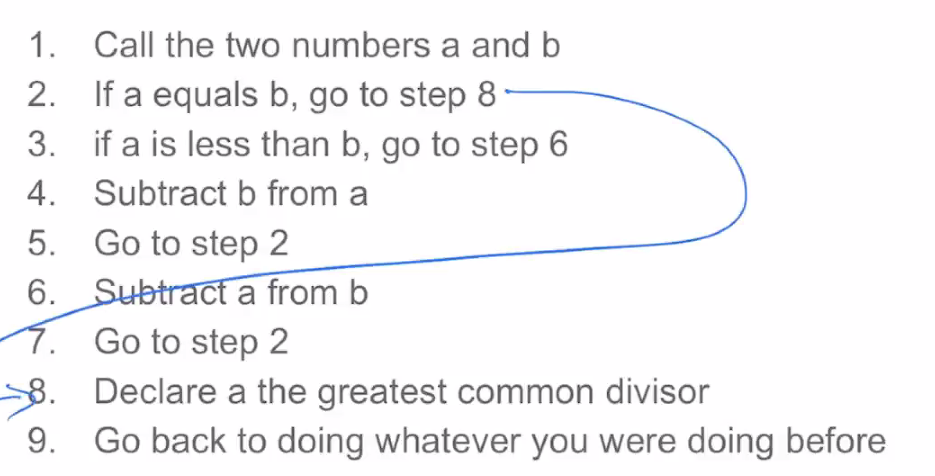 1. Call the two numbers a and b
2. If a equals b, go to step 8
3. if a is less than b, go to step 6
4. Subtract b from a
5. Go to step 2
6. Subtract a from b
7. Go to step 2
8. Declare a the greatest common divisor
9. Go back to doing whatever you were doing before